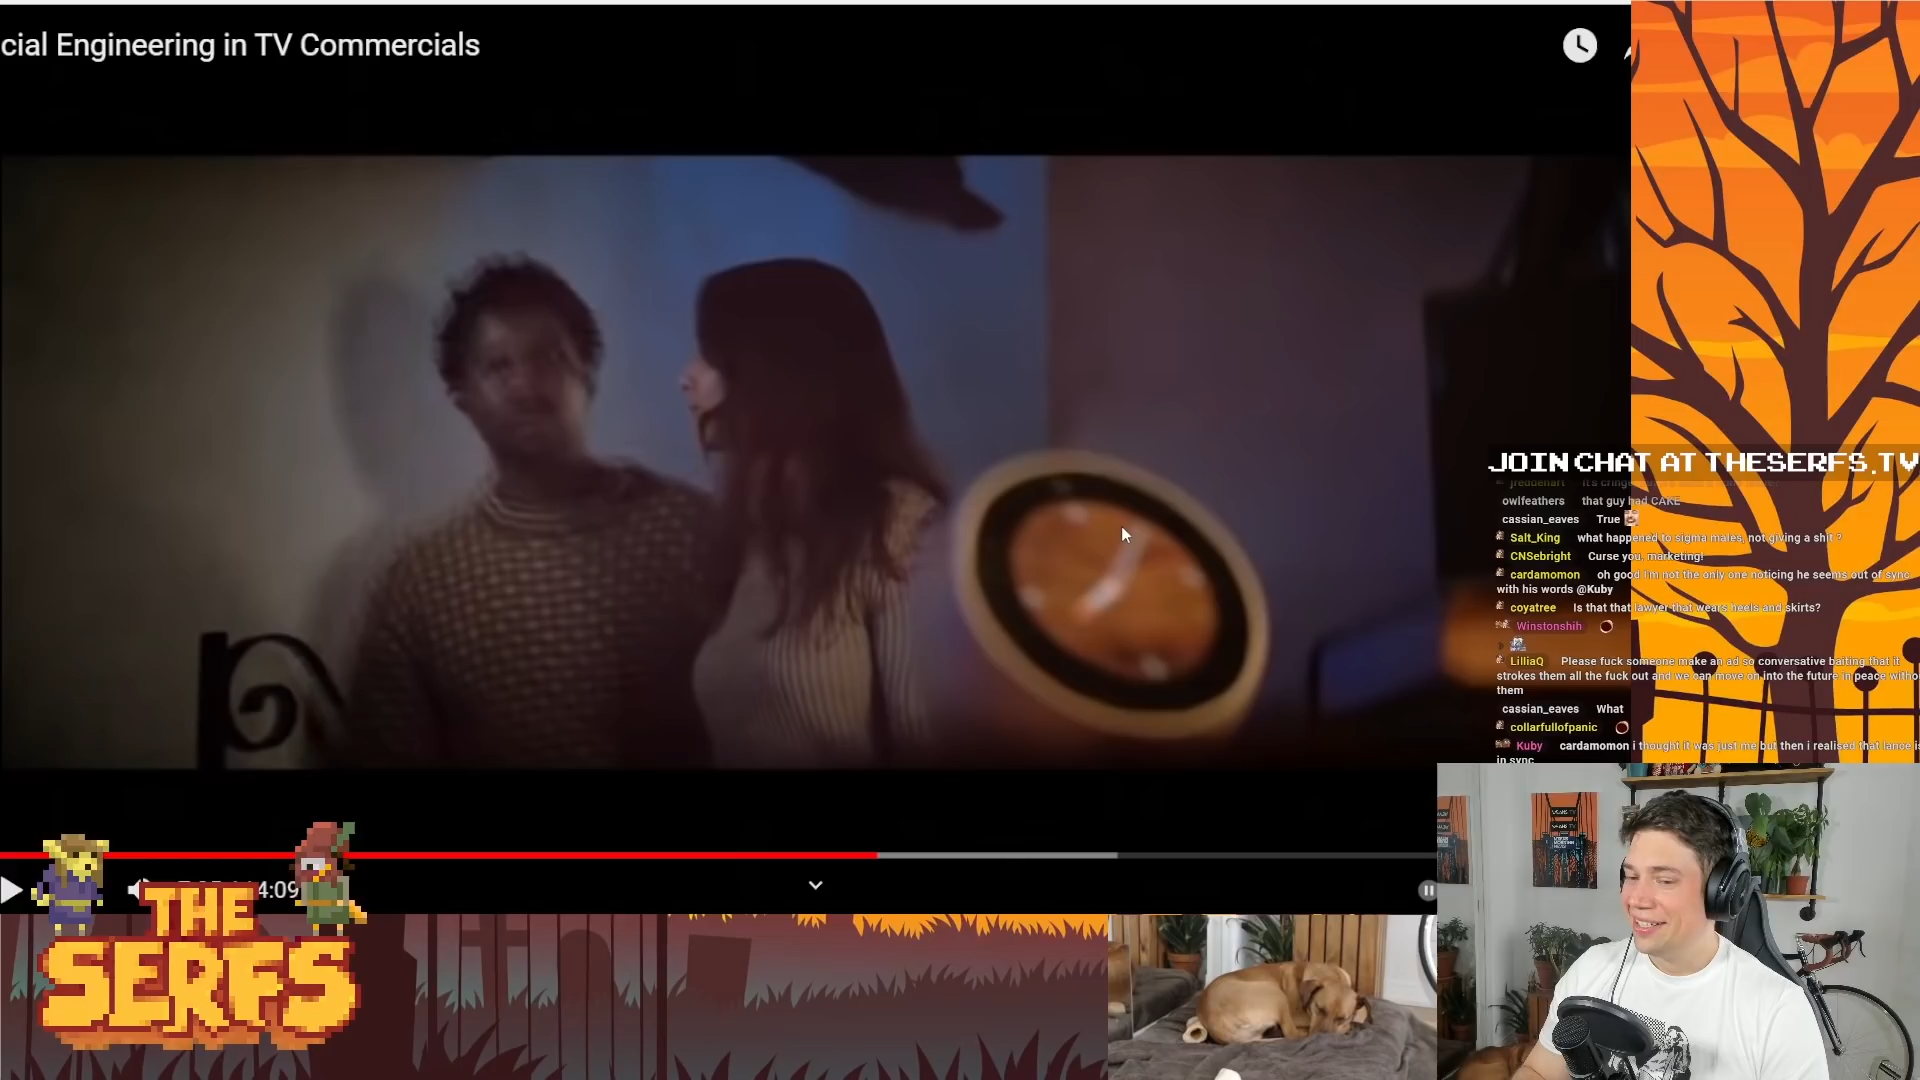 cial Engineering in TV Commercials
JOIN CHAT AT THESERFS.TV
jreddenart it's cringe
owlfeathers that guy had CAKE
cassian_eaves True
Salt_King what happened to sigma males, not giving a shit ?
CNSebright Curse you, marketing!
cardamomon oh good I'm not the only one noticing he seems out of sync
with his words @Kuby
coyatree Is that that lawyer that wears heels and skirts?
Winstonshih
LilliaQ Please fuck someone make an ad so conservative baiting that it
strokes them all the fuck out and we can move on into the future in peace witho
them
cassian_eaves What
collarfullofpanic
Kuby cardamomon i thought it was just me but then i realised that lance i
in sync
4:09
THE
SERFS